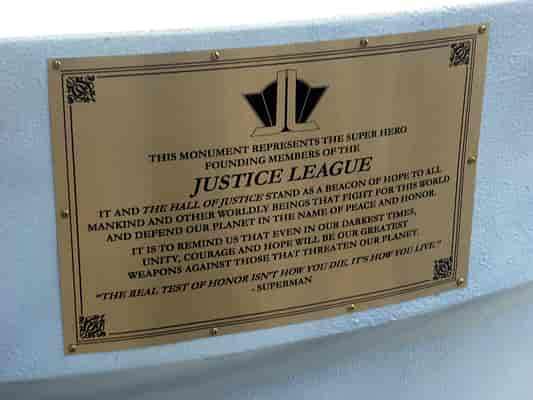 THIS MONUMENT REPRESENTS THE SUPER HERO
FOUNDING MEMBERS OF THE
JUSTICE LEAGUE
IT AND THE HALL OF JUSTICE STAND AS A BEACON OF HOPE TO ALL
MANKIND AND OTHER WORLDLY BEINGS THAT FIGHT FOR THIS WORLD
AND DEFEND OUR PLANET IN THE NAME OF PEACE AND HONOR.
IT IS TO REMIND US THAT EVEN IN OUR DARKEST TIMES,
UNITY, COURAGE AND HOPE WILL BE OUR GREATEST
WEAPONS AGAINST THOSE THAT THREATEN OUR PLANET.
"THE REAL TEST OF HONOR ISN'T HOW YOU DIE, IT'S HOW YOU LIVE."
- SUPERMAN